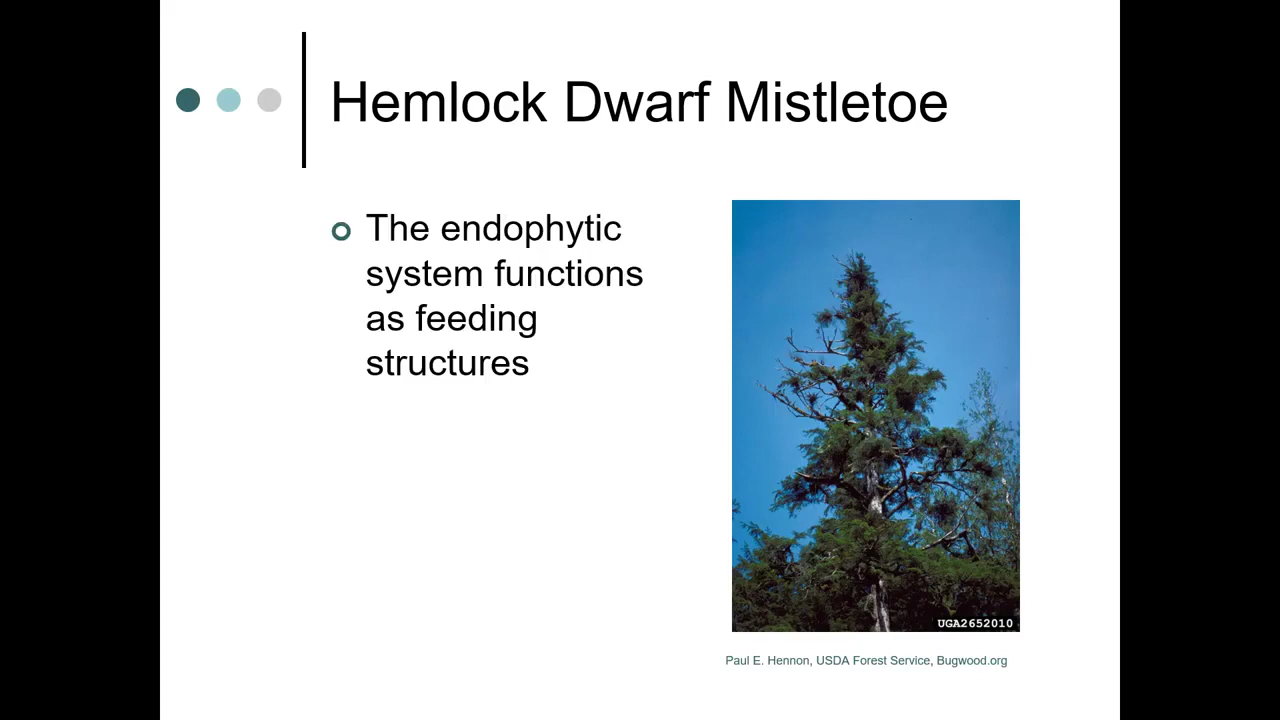 Hemlock Dwarf Mistletoe
The endophytic
system functions
as feeding
structures
UGA2652010
Paul E. Hennon, USDA Forest Service, Bugwood.org